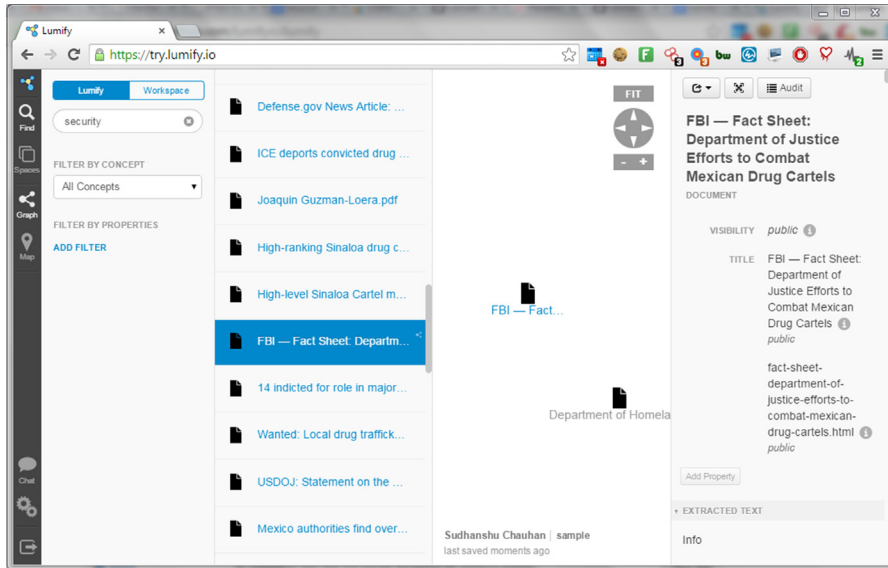 Lumify
https://try.lumify.io
Find
Spaces
Graph
Map
Chat
Lumify
Workspace
security
FILTER BY CONCEPT
All Concepts
FILTER BY PROPERTIES
ADD FILTER
Defense.gov News Article: ...
ICE deports convicted drug ...
Joaquin Guzman-Loera.pdf
High-ranking Sinaloa drug c...
High-level Sinaloa Cartel m...
FBI — Fact Sheet: Departm...
14 indicted for role in major...
Wanted: Local drug traffick...
USDOJ: Statement on the ...
Mexico authorities find over...
FIT
- +
FBI — Fact...
Department of Homela
Sudhanshu Chauhan | sample
last saved moments ago
Audit
FBI — Fact Sheet:
Department of Justice
Efforts to Combat
Mexican Drug Cartels
DOCUMENT
VISIBILITY public
TITLE FBI — Fact Sheet:
Department of
Justice Efforts to
Combat Mexican
Drug Cartels
public
fact-sheet-
department-of-
justice-efforts-to-
combat-mexican-
drug-cartels.html
public
Add Property
EXTRACTED TEXT
Info